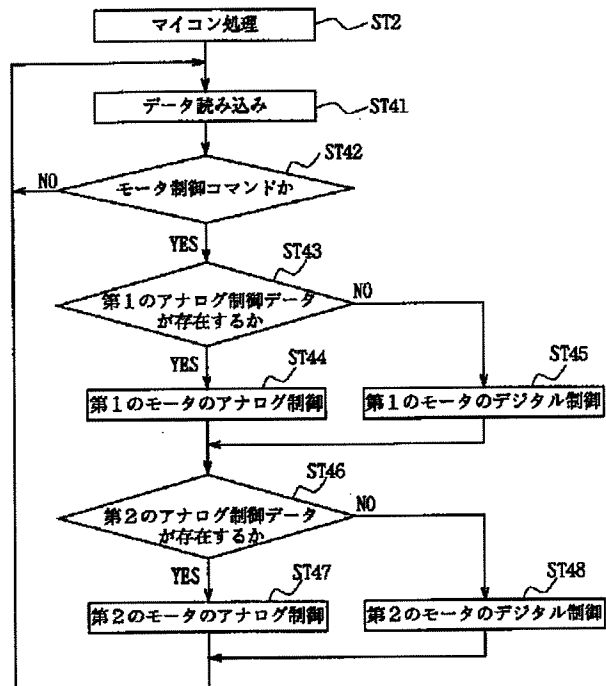 マイコン処理
ST2
データ読み込み
ST41
ST42
NO
モータ制御コマンドか
YES
ST43
第1のアナログ制御データ
が存在するか
NO
YES
ST44
ST45
第1のモータのアナログ制御
第1のモータのデジタル制御
ST46
第2のアナログ制御データ
が存在するか
NO
YES
ST47
ST48
第2のモータのアナログ制御
第2のモータのデジタル制御